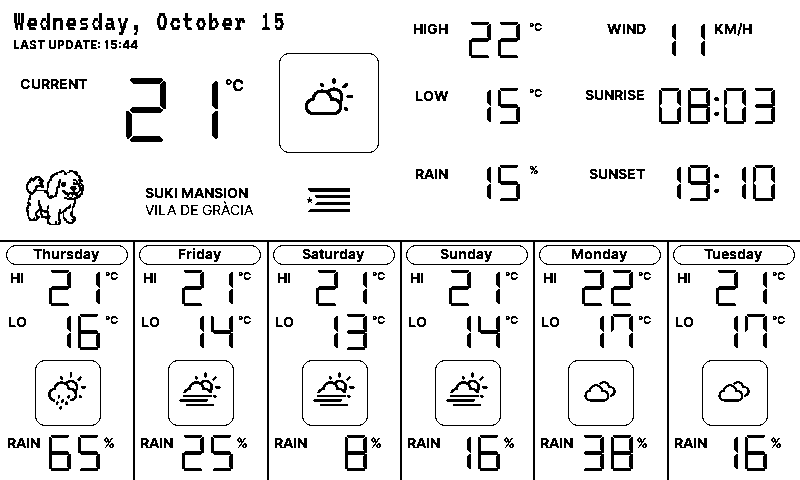 Wednesday, October 15
LAST UPDATE: 15:44
CURRENT 21 °C
HIGH 22 °C
LOW 15 °C
RAIN 15 %
WIND 11 KM/H
SUNRISE 08:03
SUNSET 19:10
SUKI MANSION
VILA DE GRÀCIA
Thursday
HI 21 °C
LO 16 °C
RAIN 65 %
Friday
HI 21 °C
LO 14 °C
RAIN 25 %
Saturday
HI 21 °C
LO 13 °C
RAIN 8 %
Sunday
HI 21 °C
LO 14 °C
RAIN 16 %
Monday
HI 22 °C
LO 17 °C
RAIN 38 %
Tuesday
HI 21 °C
LO 17 °C
RAIN 16 %